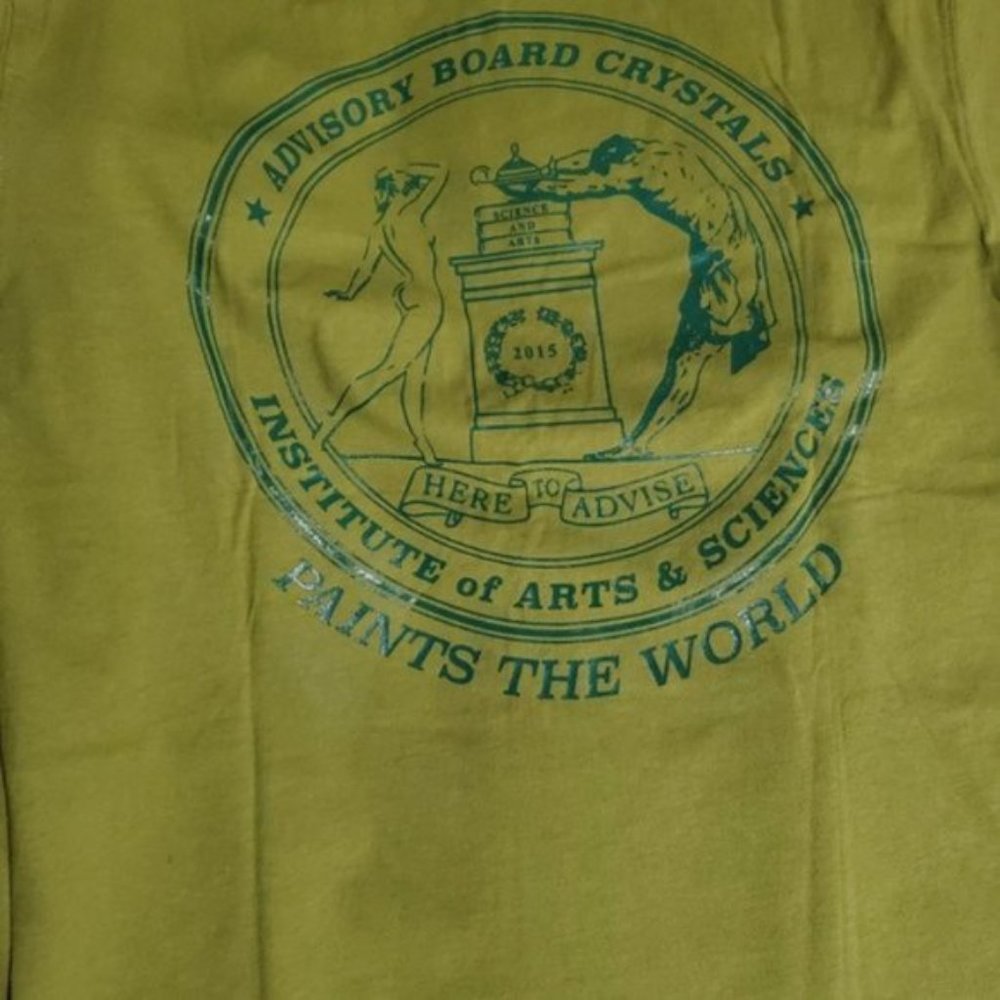 ADVISORY BOARD CRYSTALS
SCIENCE
AND
ARTS
2015
HERE TO ADVISE
INSTITUTE of ARTS & SCIENCES
PAINTS THE WORLD